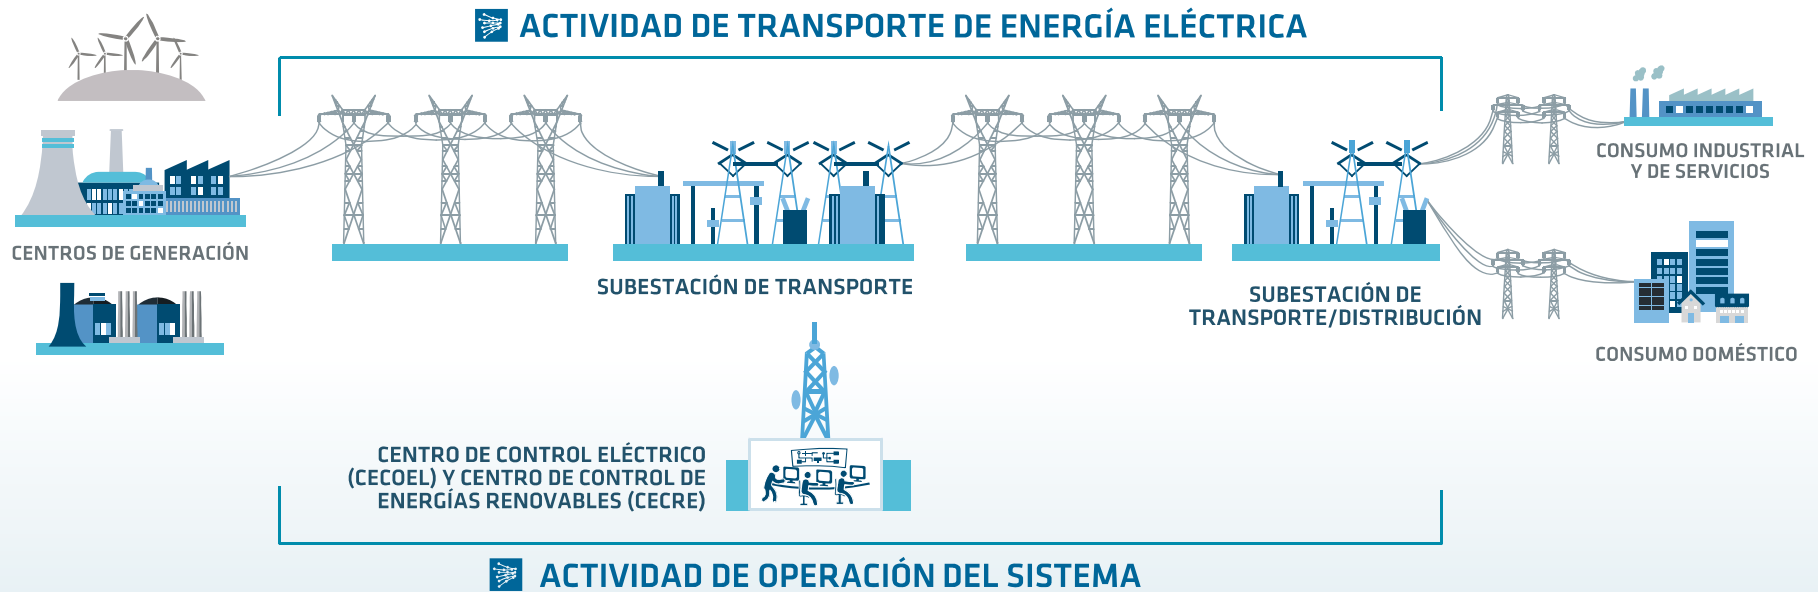 ACTIVIDAD DE TRANSPORTE DE ENERGÍA ELÉCTRICA
CENTROS DE GENERACIÓN
SUBESTACIÓN DE TRANSPORTE
SUBESTACIÓN DE
TRANSPORTE/DISTRIBUCIÓN
CONSUMO INDUSTRIAL
Y DE SERVICIOS
CONSUMO DOMÉSTICO
CENTRO DE CONTROL ELÉCTRICO
(CECOEL) Y CENTRO DE CONTROL DE
ENERGÍAS RENOVABLES (CECRE)
ACTIVIDAD DE OPERACIÓN DEL SISTEMA